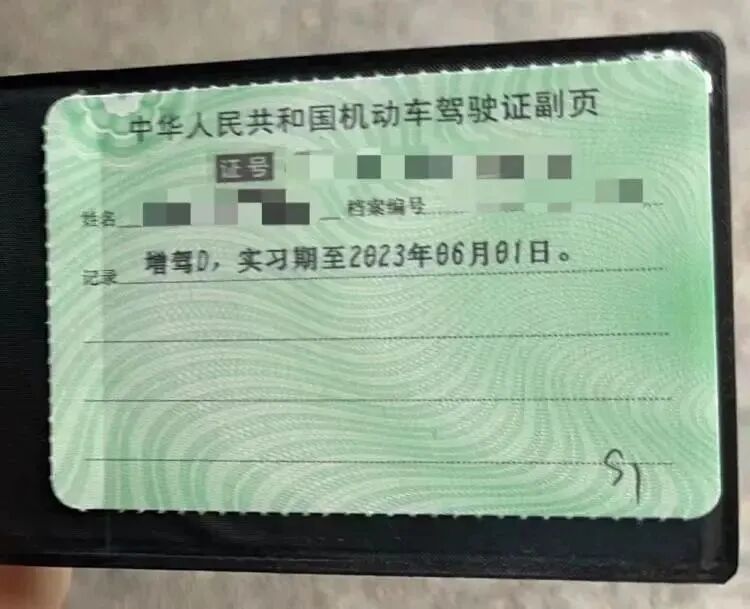 中华人民共和国机动车驾驶证副页
证号
姓名 档案编号
记录 增驾D，实习期至2023年06月01日。